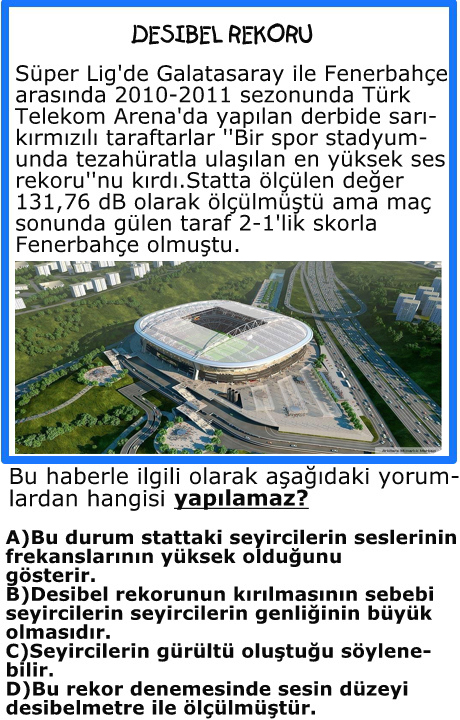 DESIBEL REKORU
Süper Lig'de Galatasaray ile Fenerbahçe
arasında 2010-2011 sezonunda Türk
Telekom Arena'da yapılan derbide sarı-
kırmızılı taraftarlar ''Bir spor stadyum-
unda tezahüratla ulaşılan en yüksek ses
rekoru''nu kırdı.Statta ölçülen değer
131,76 dB olarak ölçülmüştü ama maç
sonunda gülen taraf 2-1'lik skorla
Fenerbahçe olmuştu.
Bu haberle ilgili olarak aşağıdaki yorum-
lardan hangisi yapılamaz?
A)Bu durum stattaki seyircilerin seslerinin
frekanslarının yüksek olduğunu
gösterir.
B)Desibel rekorunun kırılmasının sebebi
seyircilerin seyircilerin genliğinin büyük
olmasıdır.
C)Seyircilerin gürültü oluştuğu söylene-
bilir.
D)Bu rekor denemesinde sesin düzeyi
desibelmetre ile ölçülmüştür.